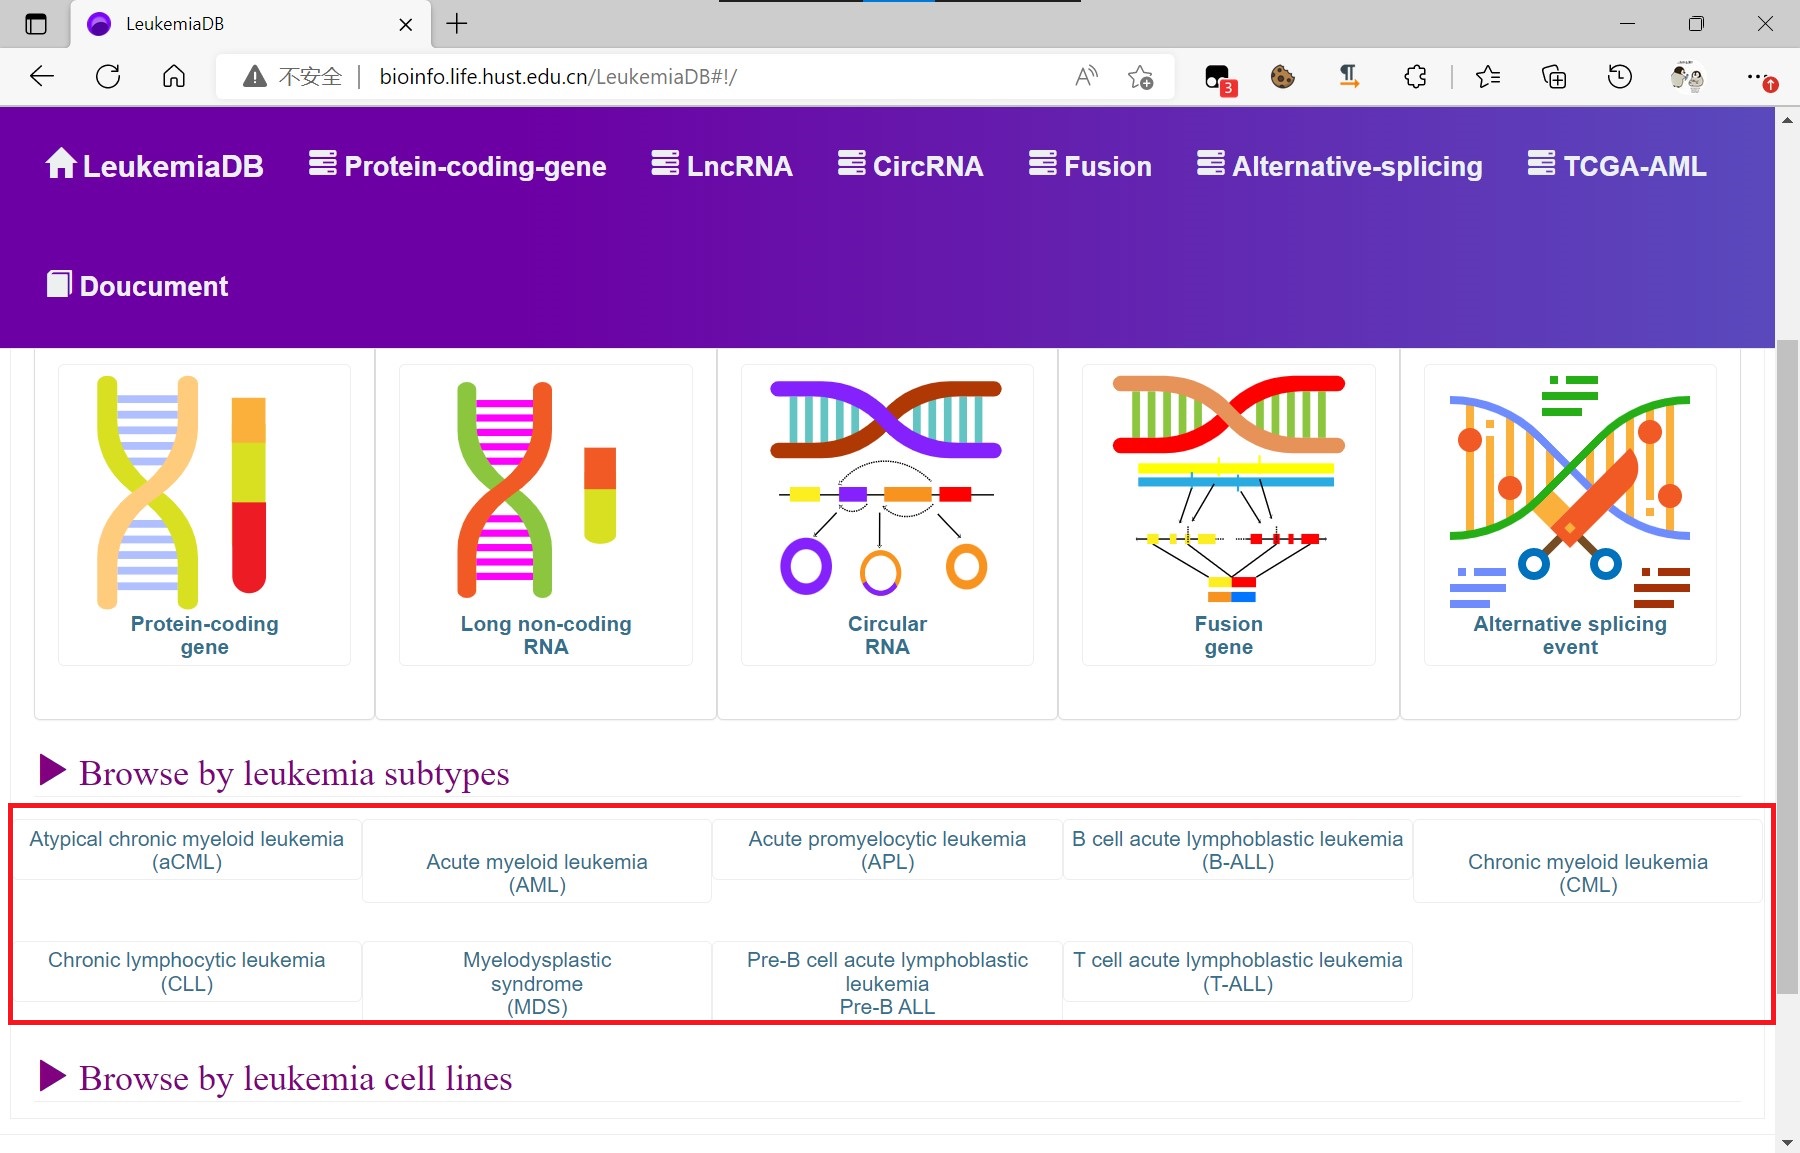 LeukemiaDB
不安全 bioinfo.life.hust.edu.cn/LeukemiaDB#!/
3
LeukemiaDB Protein-coding-gene LncRNA CircRNA Fusion Alternative-splicing TCGA-AML
Doucument
Protein-coding
gene
Long non-coding
RNA
Circular
RNA
Fusion
gene
Alternative splicing
event
Browse by leukemia subtypes
Atypical chronic myeloid leukemia
(aCML)
Acute myeloid leukemia
(AML)
Acute promyelocytic leukemia
(APL)
B cell acute lymphoblastic leukemia
(B-ALL)
Chronic myeloid leukemia
(CML)
Chronic lymphocytic leukemia
(CLL)
Myelodysplastic
syndrome
(MDS)
Pre-B cell acute lymphoblastic
leukemia
Pre-B ALL
T cell acute lymphoblastic leukemia
(T-ALL)
Browse by leukemia cell lines